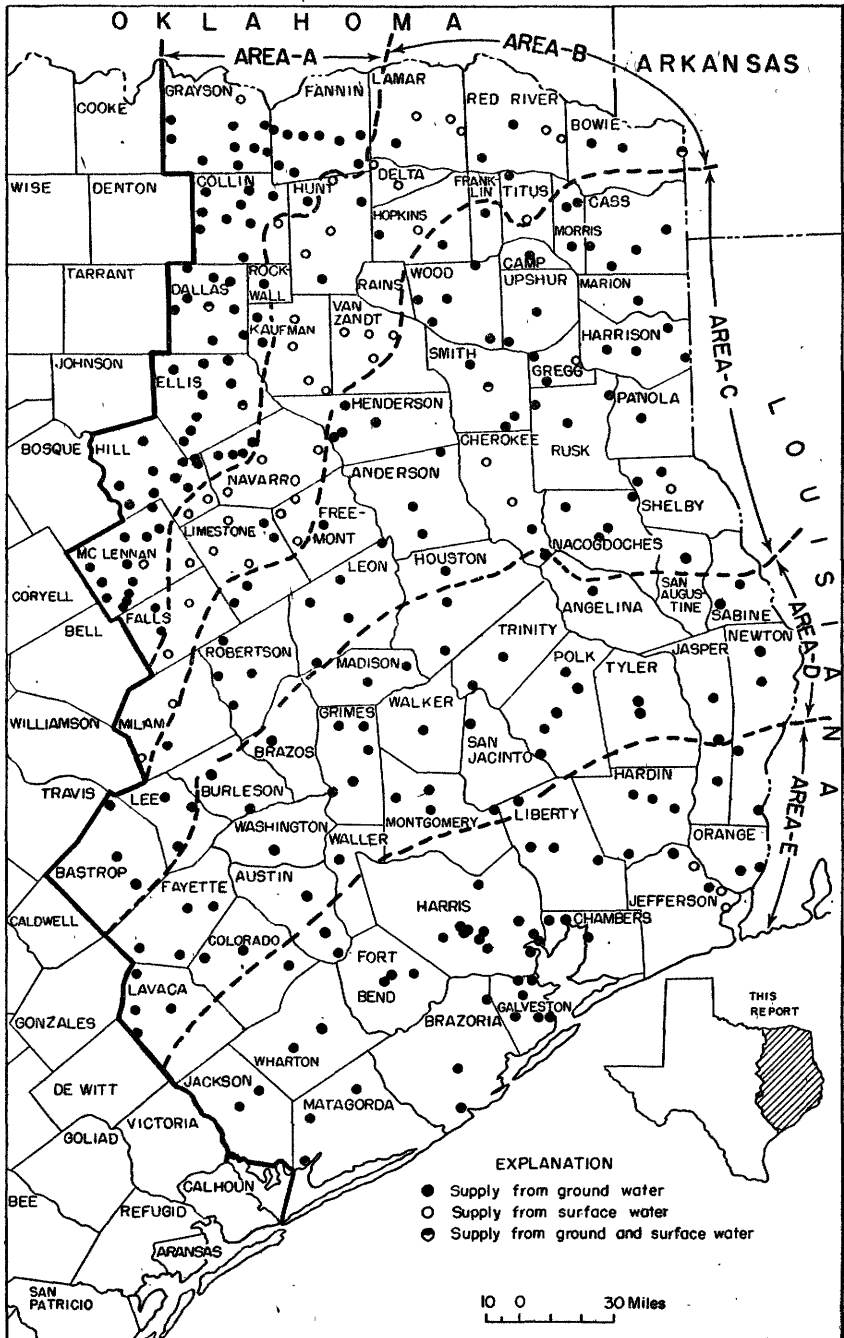 OKLAHOMA
AREA-A
AREA-B
ARKANSAS
COOKE
GRAYSON
FANNIN
LAMAR
RED RIVER
BOWIE
WISE
DENTON
COLLIN
HUNT
DELTA
HOPKINS
FRANK-
LIN
TITUS
CASS
MORRIS
TARRANT
DALLAS
ROCK-
WALL
KAUFMAN
VAN
ZANDT
RAINS
WOOD
CAMP
UPSHUR
MARION
HARRISON
AREA-C
JOHNSON
ELLIS
HENDERSON
SMITH
GREGG
PANOLA
LOUISIANA
BOSQUE
HILL
NAVARRO
ANDERSON
CHEROKEE
RUSK
SHELBY
MC LENNAN
LIMESTONE
FREE-
MONT
NACOGDOCHES
CORYELL
BELL
FALLS
LEON
HOUSTON
ANGELINA
SAN
AUGUS-
TINE
SABINE
AREA-D
ROBERTSON
MADISON
TRINITY
POLK
TYLER
JASPER
NEWTON
WILLIAMSON
MILAM
BRAZOS
GRIMES
WALKER
SAN
JACINTO
TRAVIS
LEE
BURLESON
WASHINGTON
MONTGOMERY
LIBERTY
HARDIN
AREA-E
BASTROP
WALLER
ORANGE
CALDWELL
FAYETTE
AUSTIN
HARRIS
JEFFERSON
CHAMBERS
COLORADO
FORT
BEND
GONZALES
LAVACA
BRAZORIA
GALVESTON
THIS
REPORT
WHARTON
DE WITT
JACKSON
MATAGORDA
VICTORIA
GOLIAD
CALHOUN
BEE
REFUGID
ARANSAS
SAN
PATRICIO
EXPLANATION
Supply from ground water
Supply from surface water
Supply from ground and surface water
10 0 30 Miles